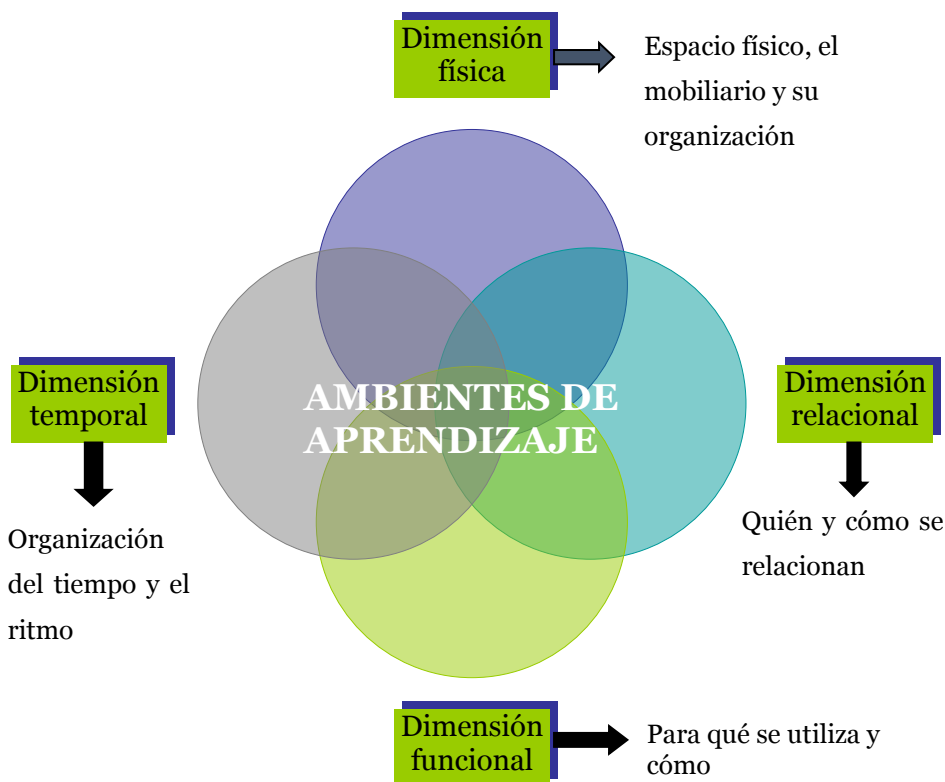 Dimensión
física
Espacio físico, el
mobiliario y su
organización
Dimensión
temporal
Organización
del tiempo y el
ritmo
AMBIENTES DE
APRENDIZAJE
Dimensión
relacional
Quién y cómo se
relacionan
Dimensión
funcional
Para qué se utiliza y
cómo